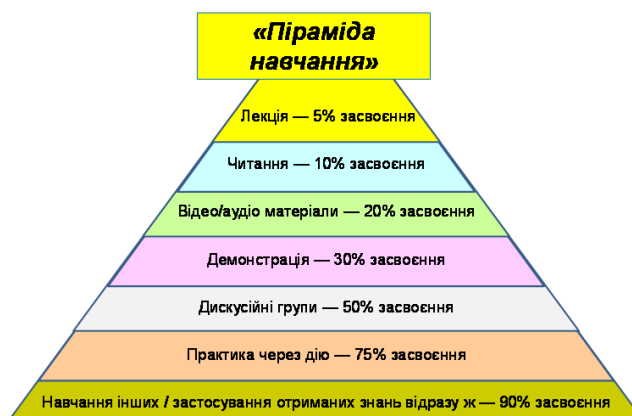 «Піраміда
навчання»
Лекція — 5% засвоєння
Читання — 10% засвоєння
Відео/аудіо матеріали — 20% засвоєння
Демонстрація — 30% засвоєння
Дискусійні групи — 50% засвоєння
Практика через дію — 75% засвоєння
Навчання інших / застосування отриманих знань відразу ж — 90% засвоєння